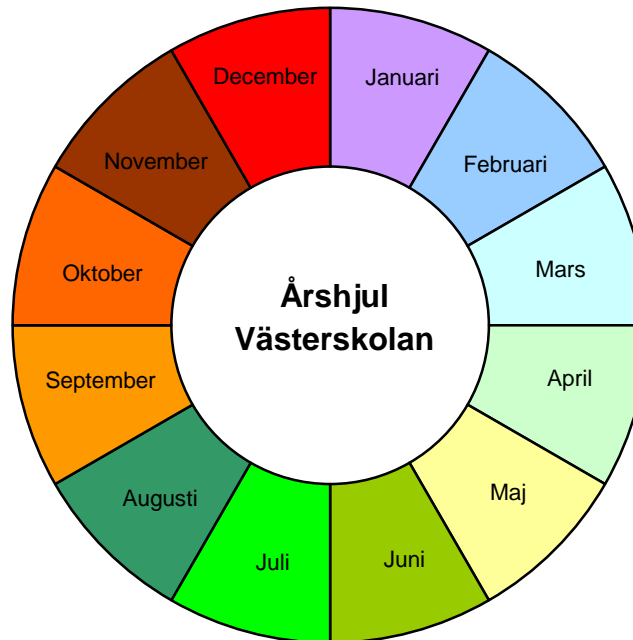 Årshjul
Västerskolan
Januari
Februari
Mars
April
Maj
Juni
Juli
Augusti
September
Oktober
November
December